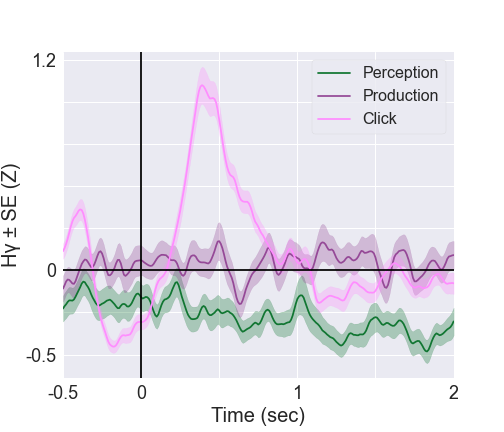 1.2
Perception
Production
Click
Hγ ± SE (Z)
0
-0.5
-0.5 0 1 2
Time (sec)